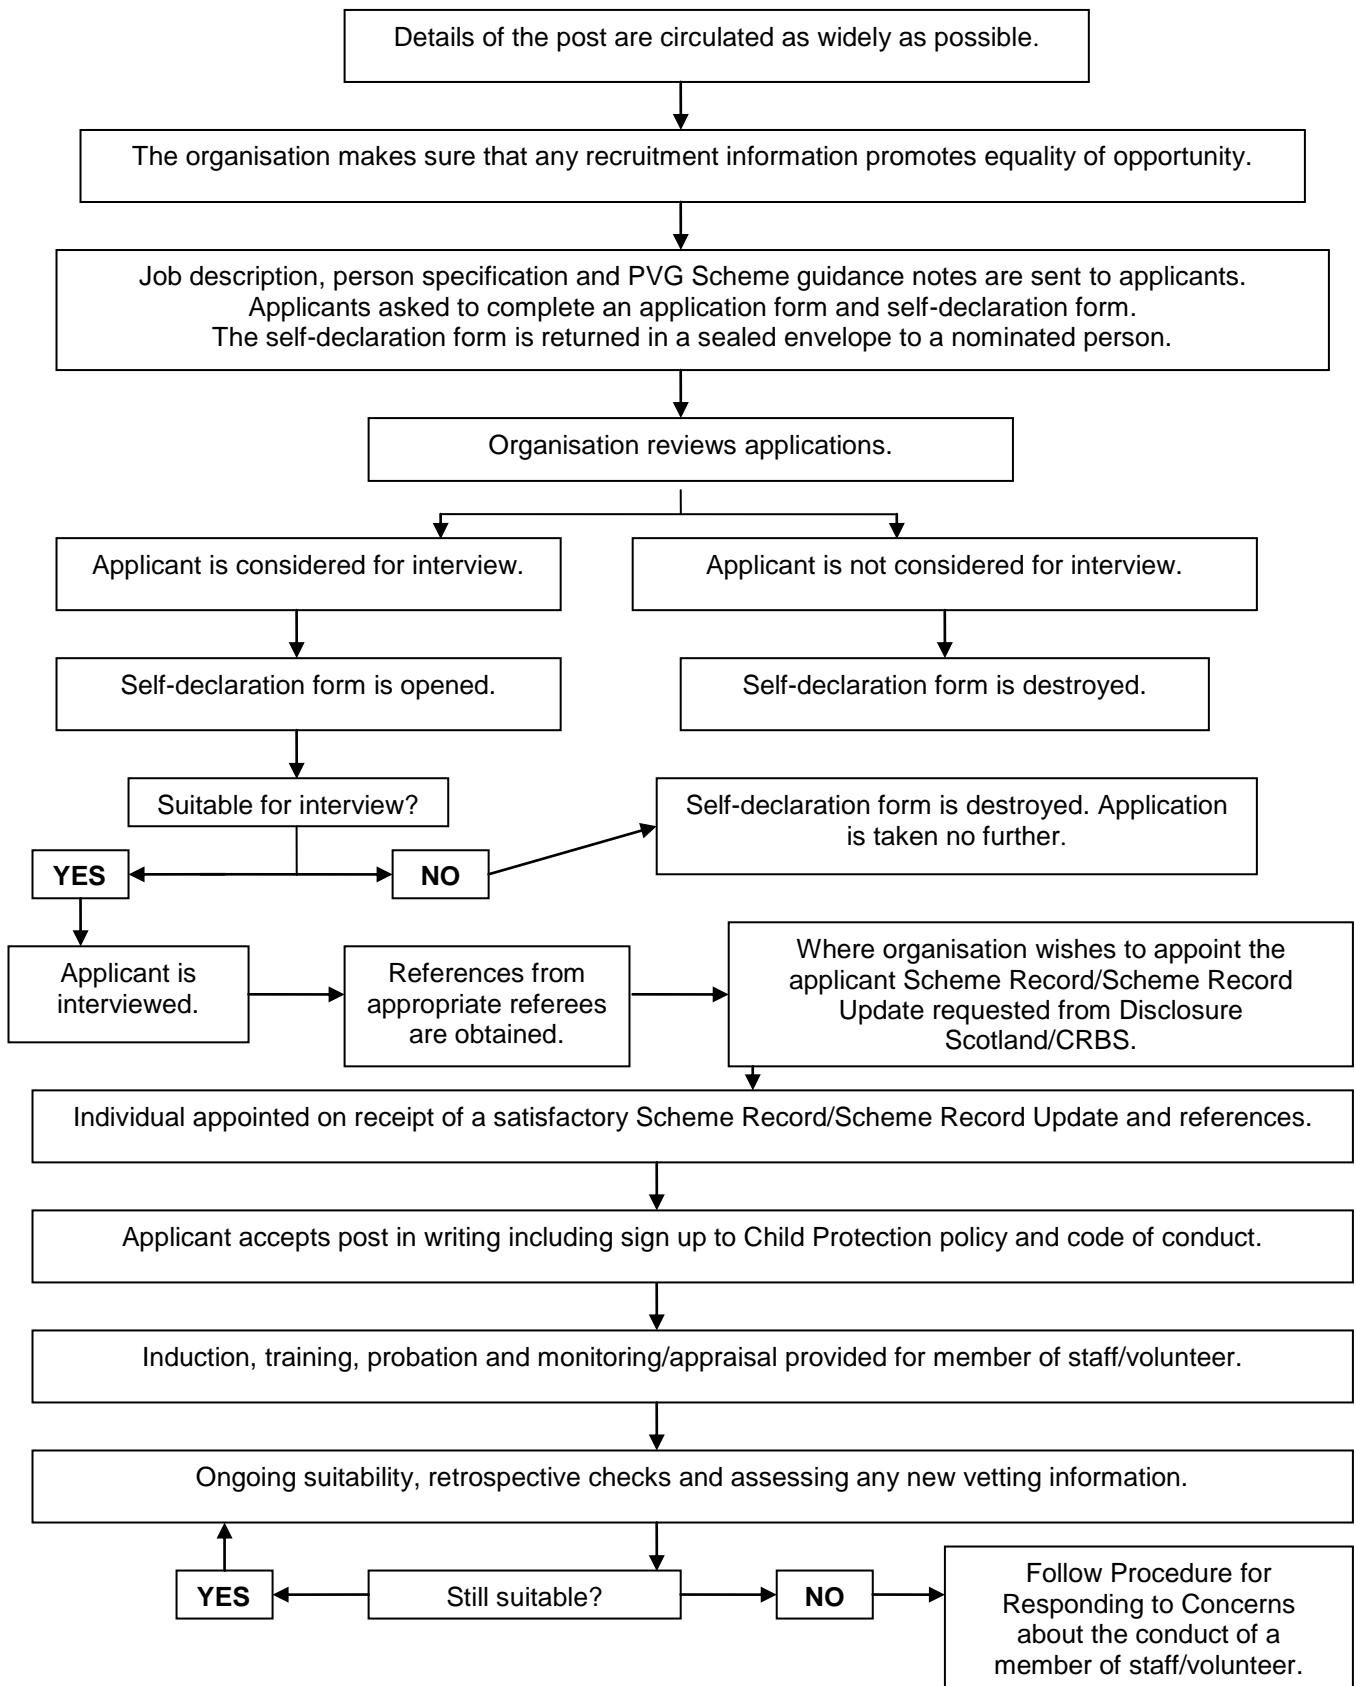 Details of the post are circulated as widely as possible.
The organisation makes sure that any recruitment information promotes equality of opportunity.
Job description, person specification and PVG Scheme guidance notes are sent to applicants.
Applicants asked to complete an application form and self-declaration form.
The self-declaration form is returned in a sealed envelope to a nominated person.
Organisation reviews applications.
Applicant is considered for interview.
Applicant is not considered for interview.
Self-declaration form is opened.
Self-declaration form is destroyed.
Suitable for interview?
Self-declaration form is destroyed. Application
is taken no further.
YES
NO
Applicant is
interviewed.
References from
appropriate referees
are obtained.
Where organisation wishes to appoint the
applicant Scheme Record/Scheme Record
Update requested from Disclosure
Scotland/CRBS.
Individual appointed on receipt of a satisfactory Scheme Record/Scheme Record Update and references.
Applicant accepts post in writing including sign up to Child Protection policy and code of conduct.
Induction, training, probation and monitoring/appraisal provided for member of staff/volunteer.
Ongoing suitability, retrospective checks and assessing any new vetting information.
YES
Still suitable?
NO
Follow Procedure for
Responding to Concerns
about the conduct of a
member of staff/volunteer.